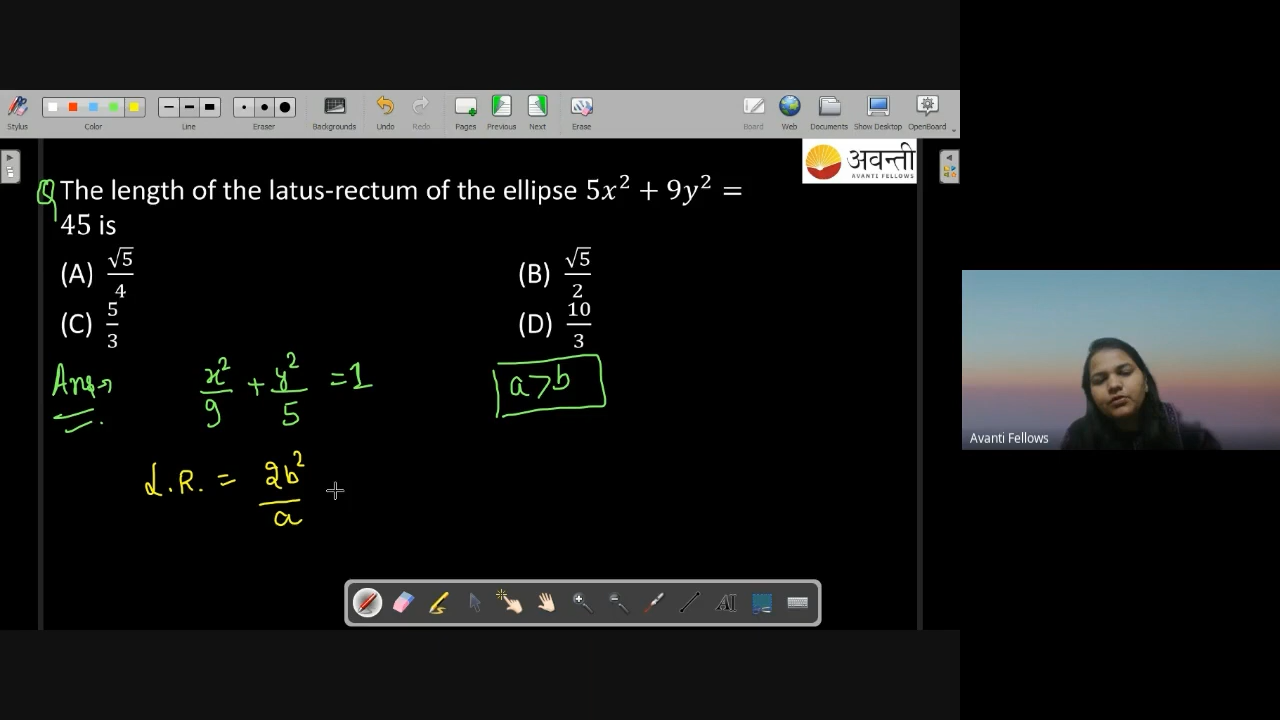 Stylus Color Line Eraser Backgrounds Undo Redo Pages Previous Next Erase Board Web Documents Show Desktop OpenBoard
अवन्ती
AVANTI FELLOWS
Q The length of the latus-rectum of the ellipse 5x² + 9y² =
45 is
(A) √5/4 (B) √5/2
(C) 5/3 (D) 10/3
Ans→ x²/9 + y²/5 = 1 a>b
L.R. = 2b²/a
Avanti Fellows
AI